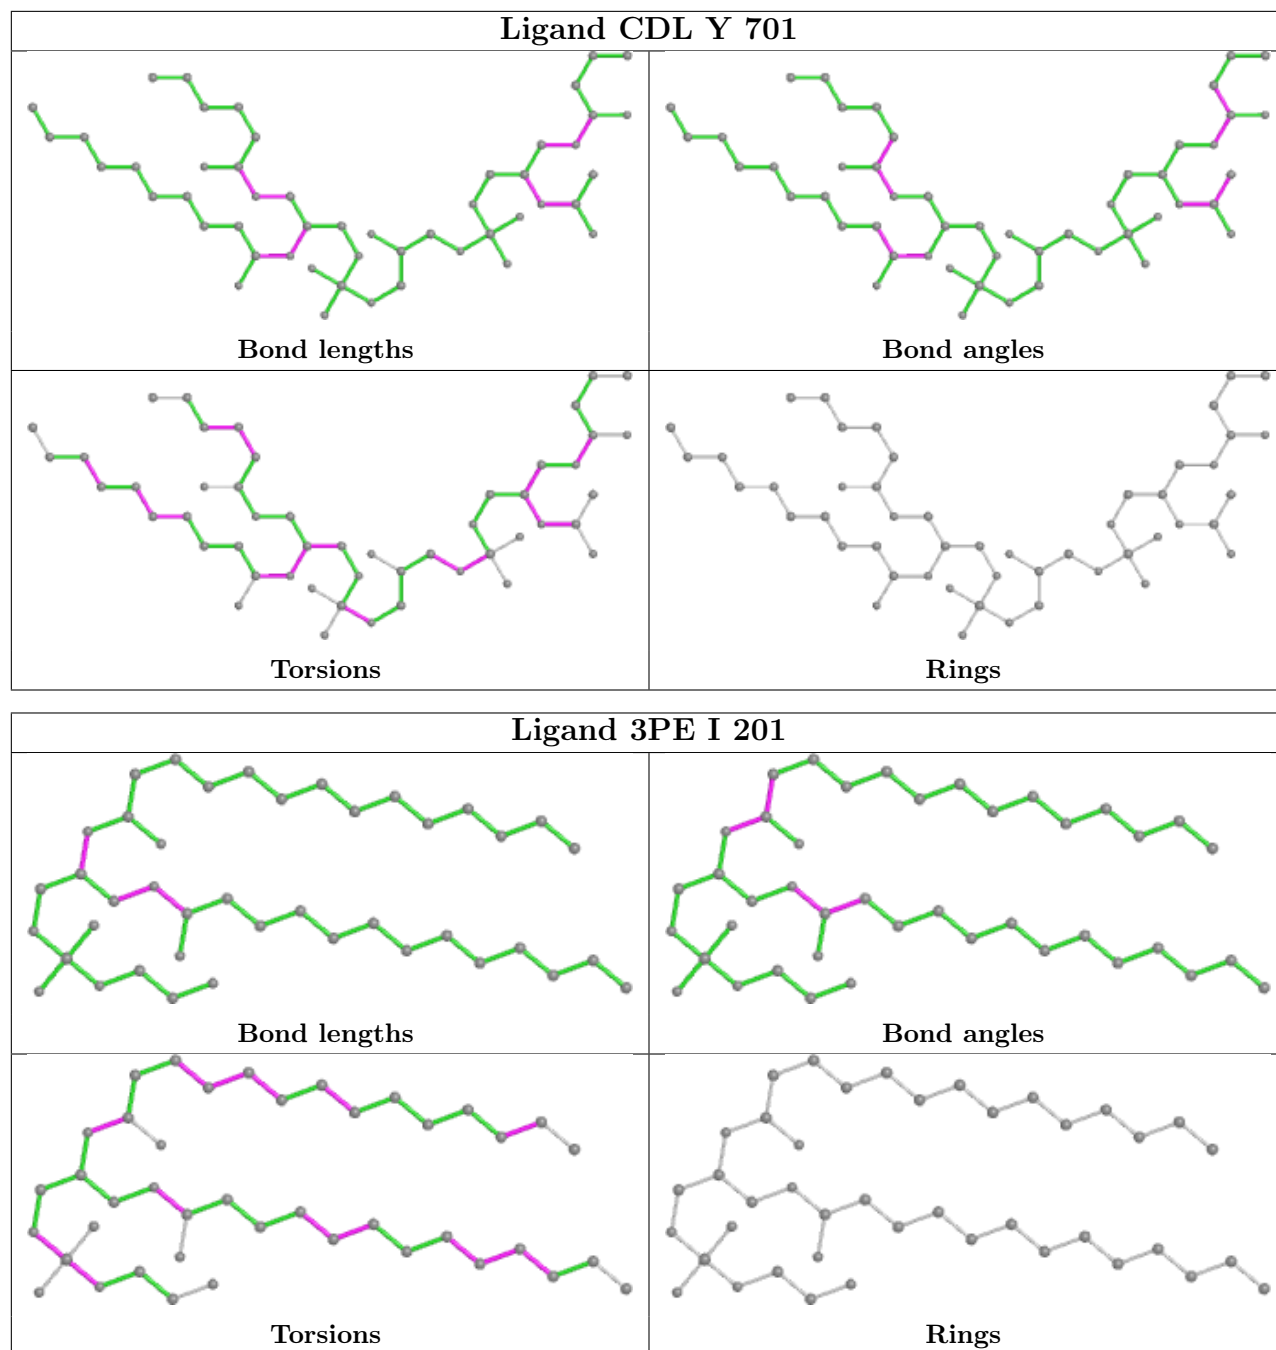 Ligand CDL Y 701
Bond lengths
Bond angles
Torsions
Rings
Ligand 3PE I 201
Bond lengths
Bond angles
Torsions
Rings